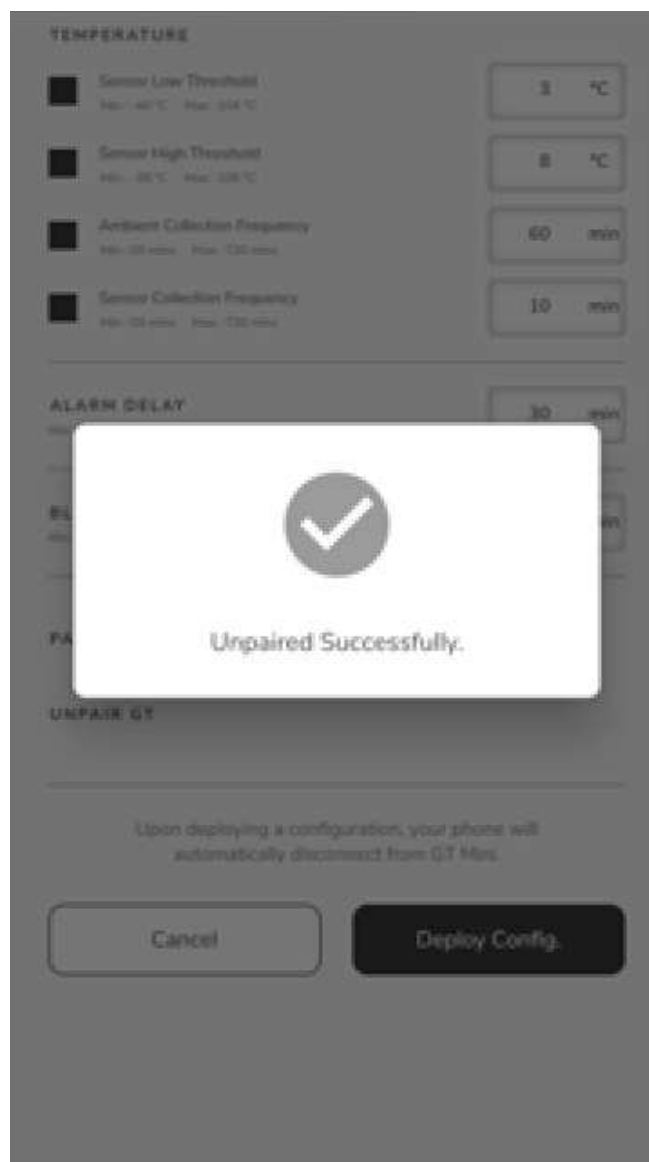 TEMPERATURE
Sensor Low Threshold
3 °C
Sensor High Threshold
8 °C
Ambient Collection Frequency
60 min
Sensor Collection Frequency
10 min
ALARM DELAY
30 min
Unpaired Successfully.
UNPAIR GT
Upon deploying a configuration, your phone will
automatically disconnect from GT Mini.
Cancel
Deploy Config.